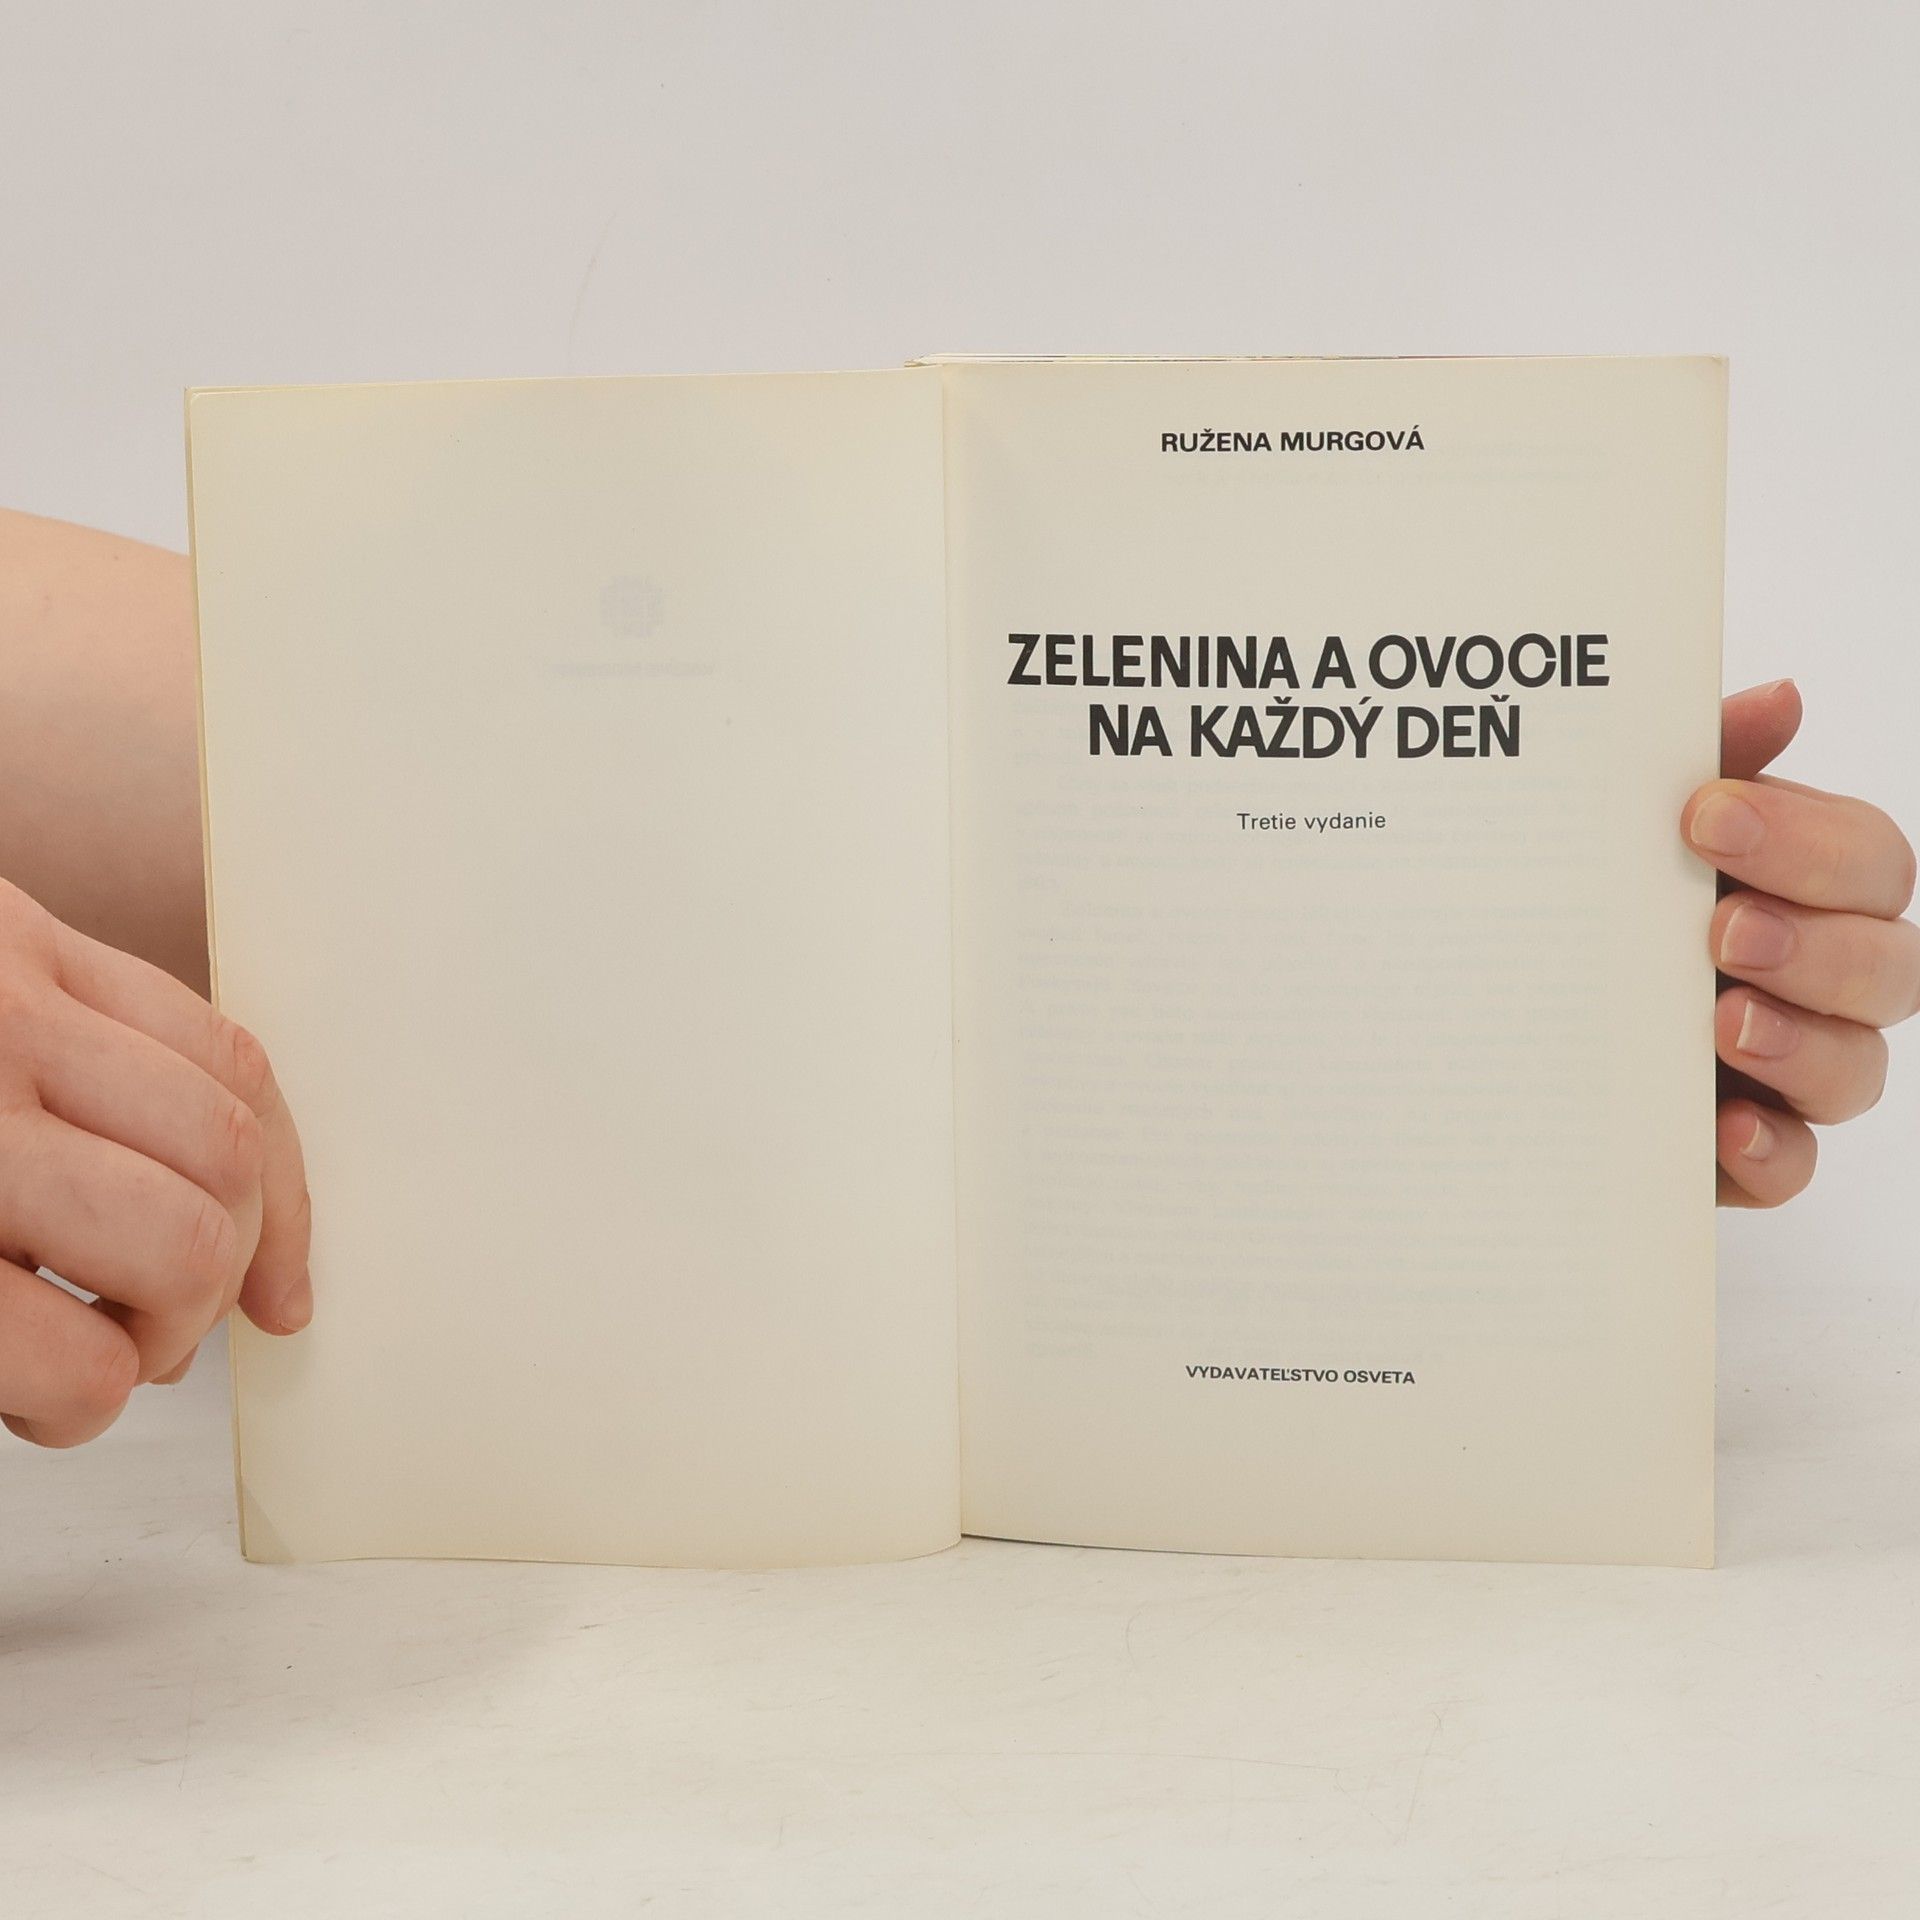 RUŽENA MURGOVÁ
ZELENINA A OVOCIE
NA KAŽDÝ DEŇ
Tretie vydanie
VYDAVATEĽSTVO OSVETA